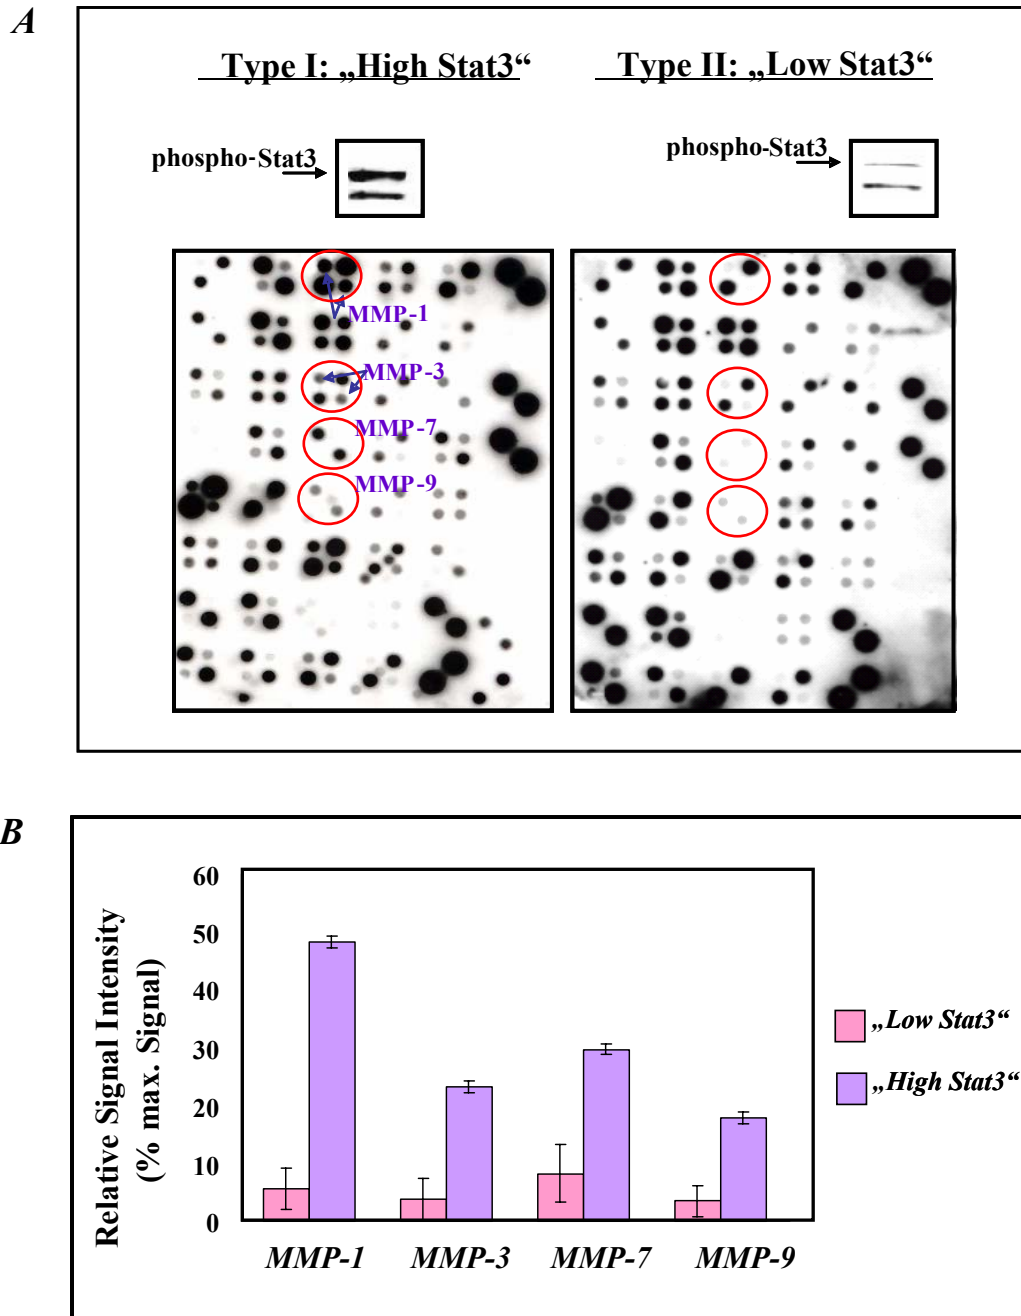 A
Type I: „High Stat3“
Type II: „Low Stat3“
phospho-Stat3
phospho-Stat3
MMP-1
MMP-3
MMP-7
MMP-9
B
Relative Signal Intensity
(% max. Signal)
60
50
40
30
20
10
0
MMP-1
MMP-3
MMP-7
MMP-9
„Low Stat3“
„High Stat3“